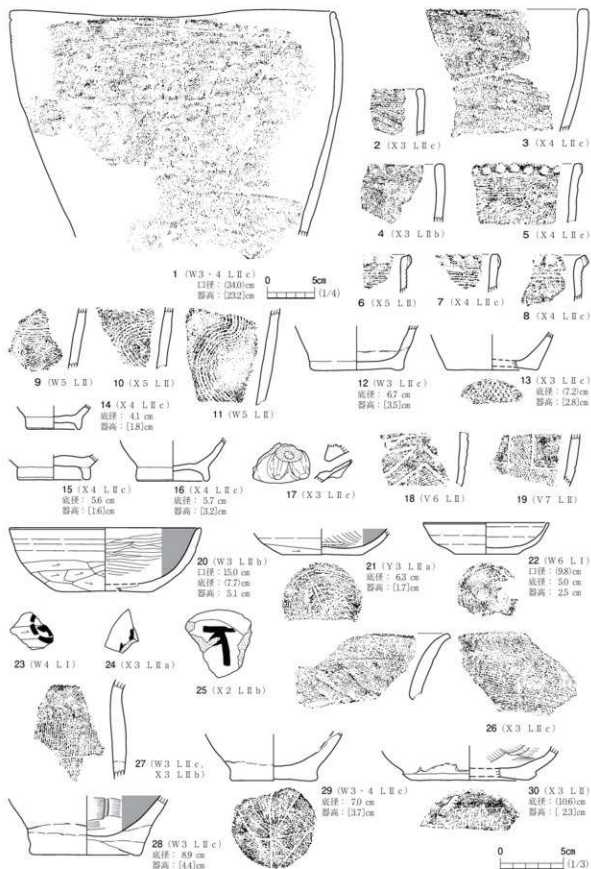 1 (W3・4 LⅡc)
口径：(34.0)cm
器高：[23.2]cm
0 5cm
(1/4)
2 (X3 LⅡc)
3 (X4 LⅡc)
4 (X3 LⅡb)
5 (X4 LⅡc)
6 (X5 LⅡ)
7 (X4 LⅡc)
8 (X4 LⅡc)
9 (W5 LⅡ)
10 (X5 LⅡ)
11 (W5 LⅡ)
12 (W3 LⅡc)
底径：6.7 cm
器高：[3.5]cm
13 (X3 LⅡc)
底径：(7.2)cm
器高：[2.8]cm
14 (X4 LⅡc)
底径：4.1 cm
器高：[1.8]cm
15 (X4 LⅡc)
底径：5.6 cm
器高：[1.6]cm
16 (X4 LⅡc)
底径：5.7 cm
器高：[3.2]cm
17 (X3 LⅡc)
18 (V6 LⅡ)
19 (V7 LⅡ)
20 (W3 LⅡb)
口径：15.0 cm
底径：(7.7)cm
器高：5.1 cm
21 (Y3 LⅡa)
底径：6.3 cm
器高：[1.7]cm
22 (W6 LⅠ)
口径：(9.8)cm
底径：5.0 cm
器高：2.5 cm
23 (W4 LⅠ)
24 (X3 LⅡa)
25 (X2 LⅡb)
26 (X3 LⅡc)
27 (W3 LⅡc,
X3 LⅡb)
28 (W3 LⅡc)
底径：8.9 cm
器高：[4.4]cm
29 (W3・4 LⅡc)
底径：7.0 cm
器高：[3.7]cm
30 (X3 LⅡ)
底径：(10.6)cm
器高：[2.3]cm
0 5cm
(1/3)